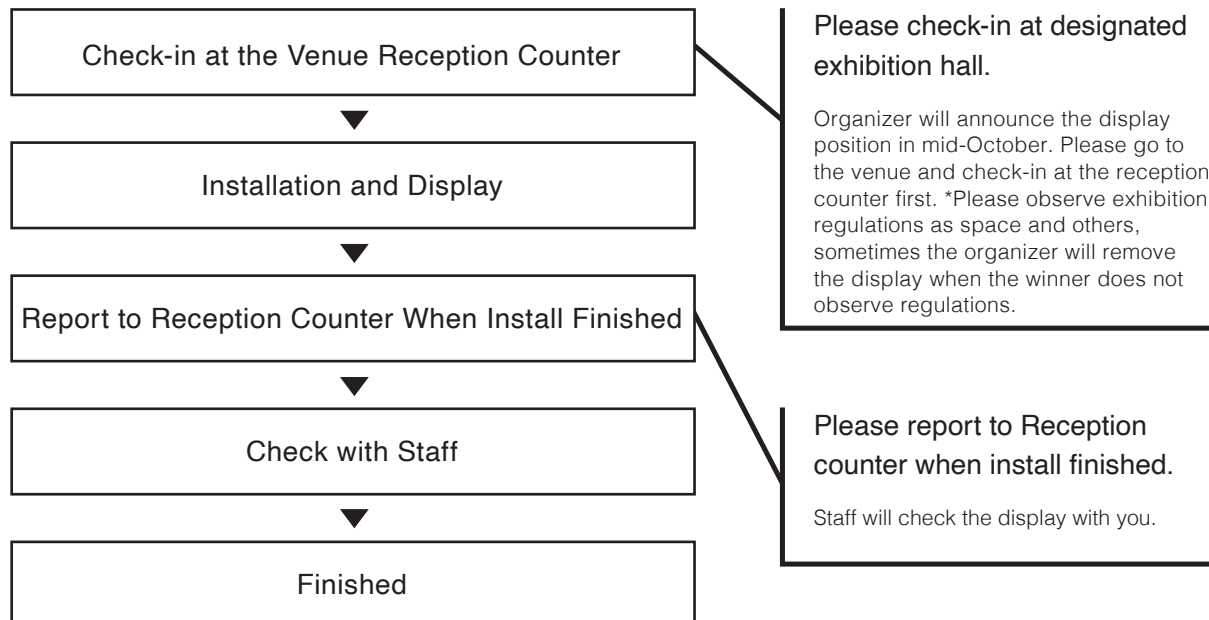 Check-in at the Venue Reception Counter
Installation and Display
Report to Reception Counter When Install Finished
Check with Staff
Finished
Please check-in at designated
exhibition hall.
Organizer will announce the display
position in mid-October. Please go to
the venue and check-in at the reception
counter first. *Please observe exhibition
regulations as space and others,
sometimes the organizer will remove
the display when the winner does not
observe regulations.
Please report to Reception
counter when install finished.
Staff will check the display with you.